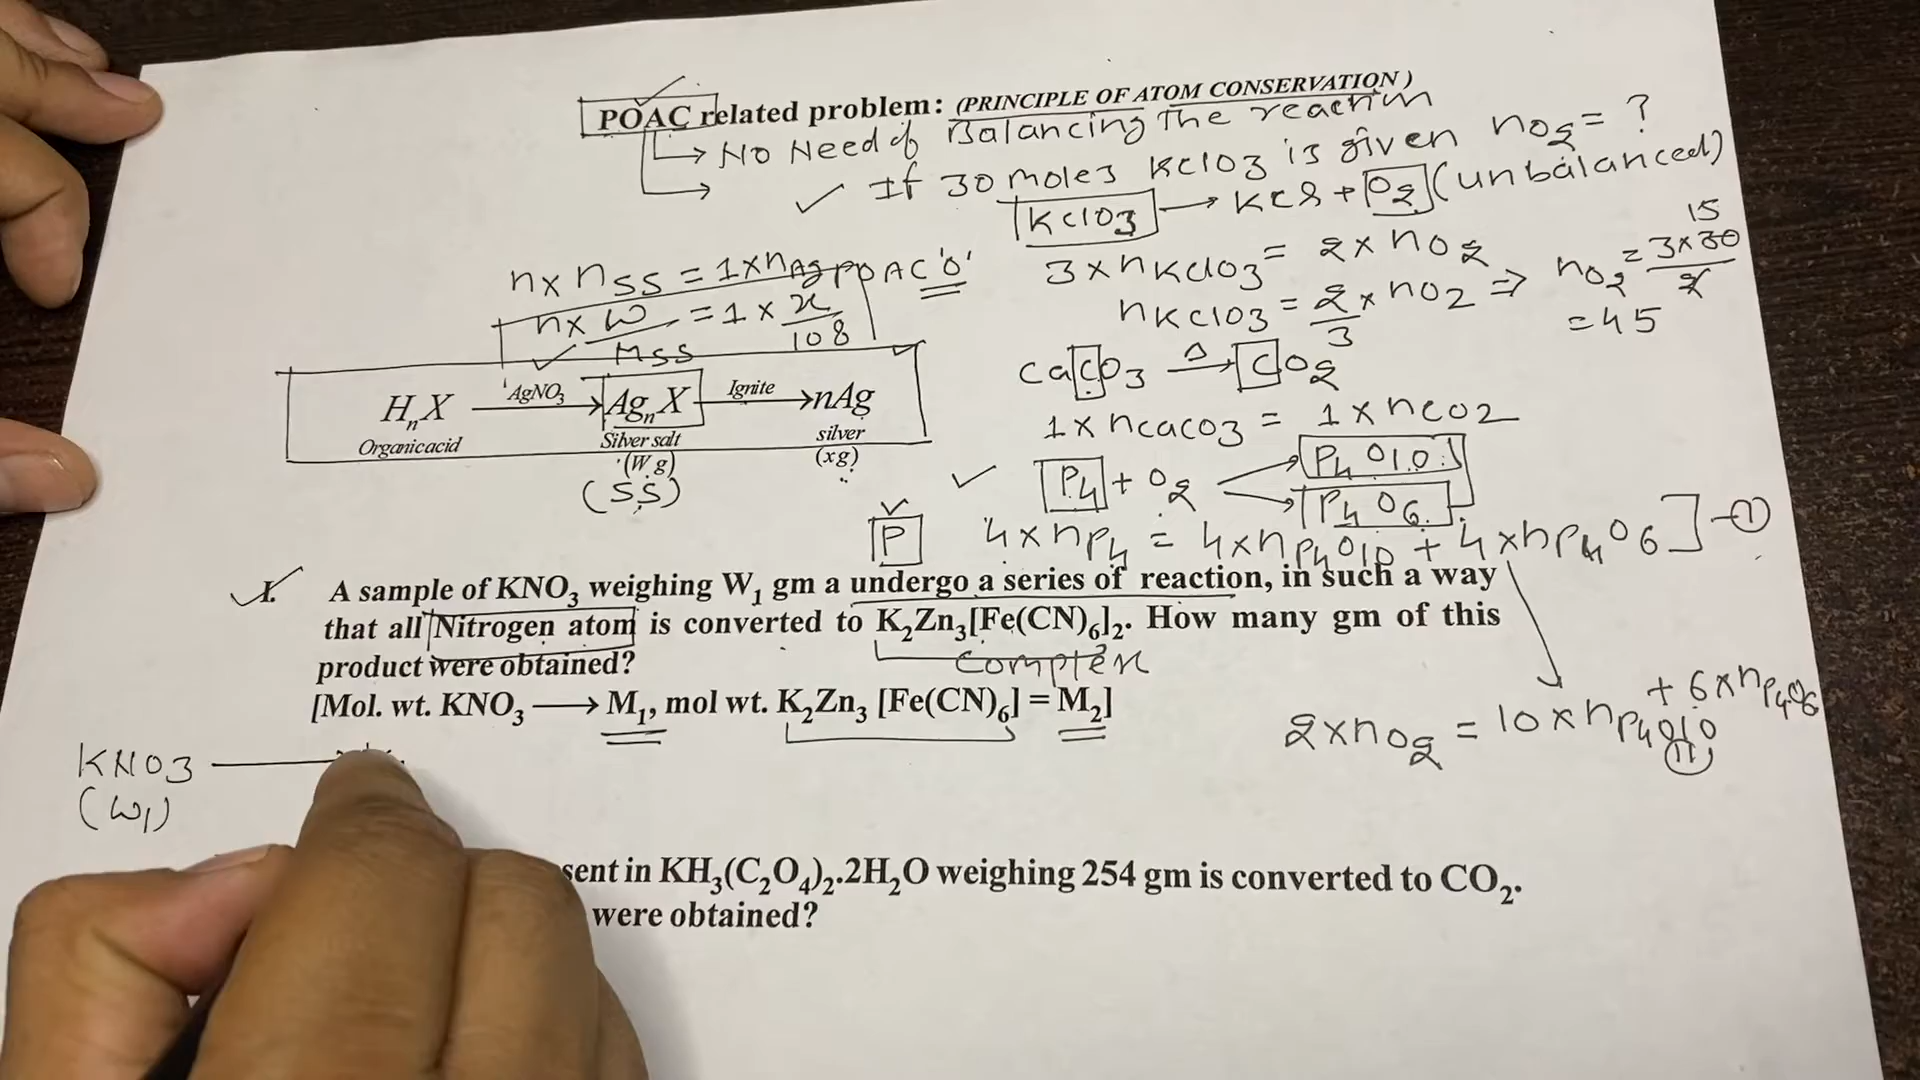 POAC related problem: (PRINCIPLE OF ATOM CONSERVATION)
→ No Need of Balancing The reaction
→ ✓ If 30 moles KClO3 is given nO2 = ?
KClO3 → KCl + O2 (unbalanced)
n x nSS = 1 x nAg
POAC 'O'
3 x nKClO3 = 2 x nO2
nKClO3 = 2/3 x nO2 ⇒ nO2 = 3 x 30/2
15
= 45
n x W/MSS = 1 x x/108
HnX —AgNO3→ AgnX —Ignite→ nAg
Organic acid Silver salt silver
(W g) (xg)
(SS)
CaCO3 —Δ→ CO2
1 x nCaCO3 = 1 x nCO2
P4 + O2 → P4O10
→ P4O6
P 4 x nP4 = 4 x nP4O10 + 4 x nP4O6 ] — ①
I. A sample of KNO3 weighing W1 gm a undergo a series of reaction, in such a way
that all Nitrogen atom is converted to K2Zn3[Fe(CN)6]2. How many gm of this
product were obtained?
complex
[Mol. wt. KNO3 ⟶ M1, mol wt. K2Zn3 [Fe(CN)6] = M2]
2 x nO2 = 10 x nP4O10 + 6 x nP4O6
(11)
KNO3 →
(W1)
sent in KH3(C2O4)2.2H2O weighing 254 gm is converted to CO2.
were obtained?